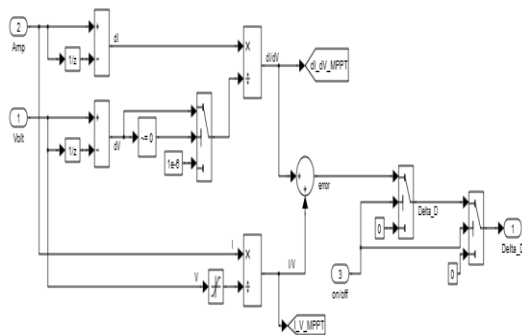 2
Amp
1/z
dI
dI/dV
dI_dV_MPPT
1
Volt
1/z
dV
~= 0
1e-6
error
Delta_D
1
Delta_D
0
3
on/off
0
I
V
I/V
I_V_MPPT